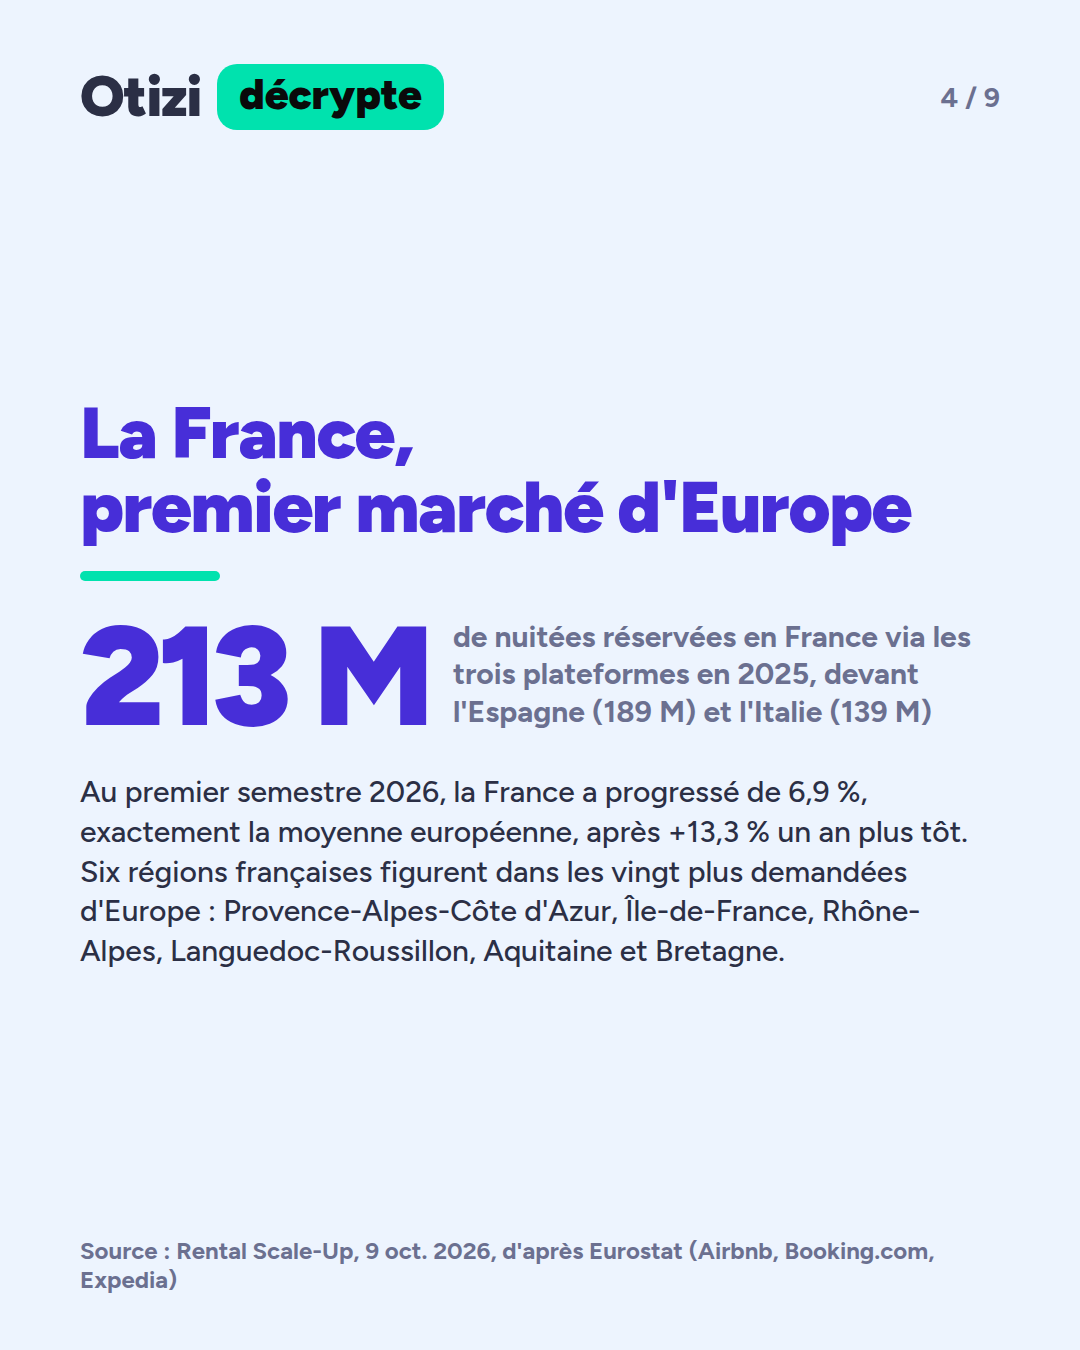 Otizi décrypte
4 / 9
La France,
premier marché d'Europe
213 M
de nuitées réservées en France via les
trois plateformes en 2025, devant
l'Espagne (189 M) et l'Italie (139 M)
Au premier semestre 2026, la France a progressé de 6,9 %,
exactement la moyenne européenne, après +13,3 % un an plus tôt.
Six régions françaises figurent dans les vingt plus demandées
d'Europe : Provence-Alpes-Côte d'Azur, Île-de-France, Rhône-
Alpes, Languedoc-Roussillon, Aquitaine et Bretagne.
Source : Rental Scale-Up, 9 oct. 2026, d'après Eurostat (Airbnb, Booking.com,
Expedia)